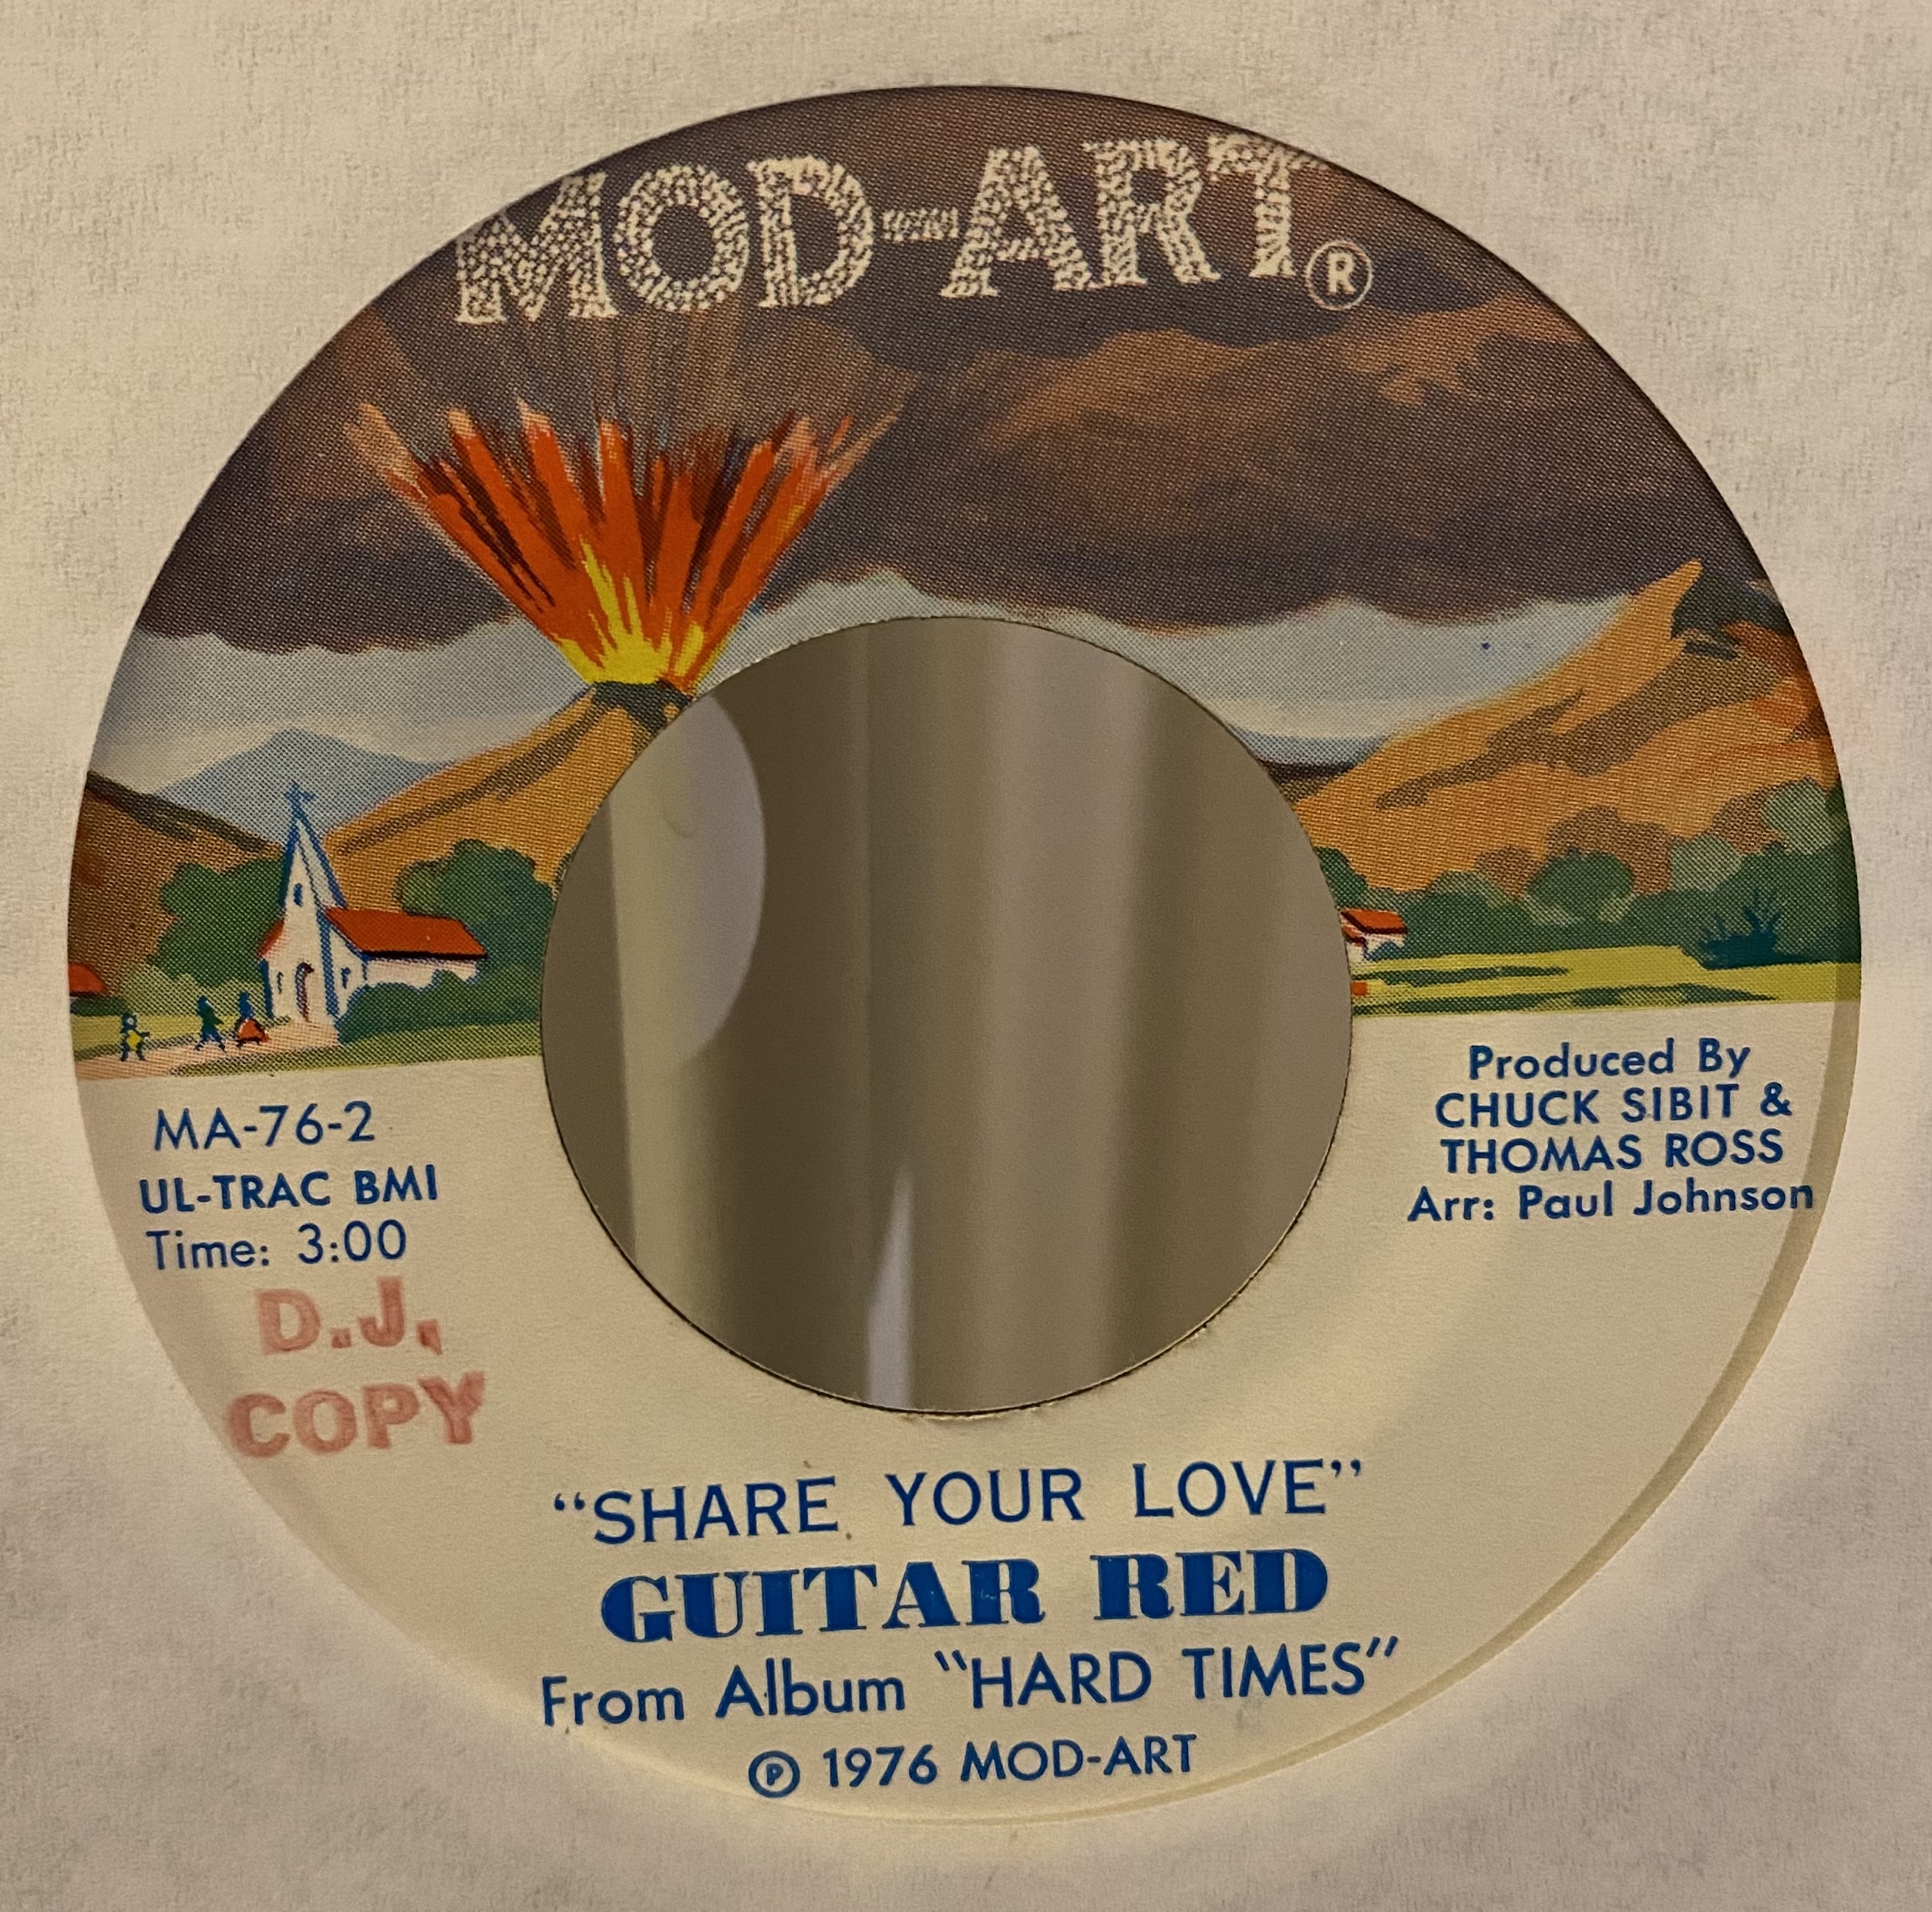 MOD-ART®
MA-76-2
UL-TRAC BMI
Time: 3:00
D.J.
COPY
Produced By
CHUCK SIBIT &
THOMAS ROSS
Arr: Paul Johnson
“SHARE YOUR LOVE”
GUITAR RED
From Album "HARD TIMES"
℗ 1976 MOD-ART